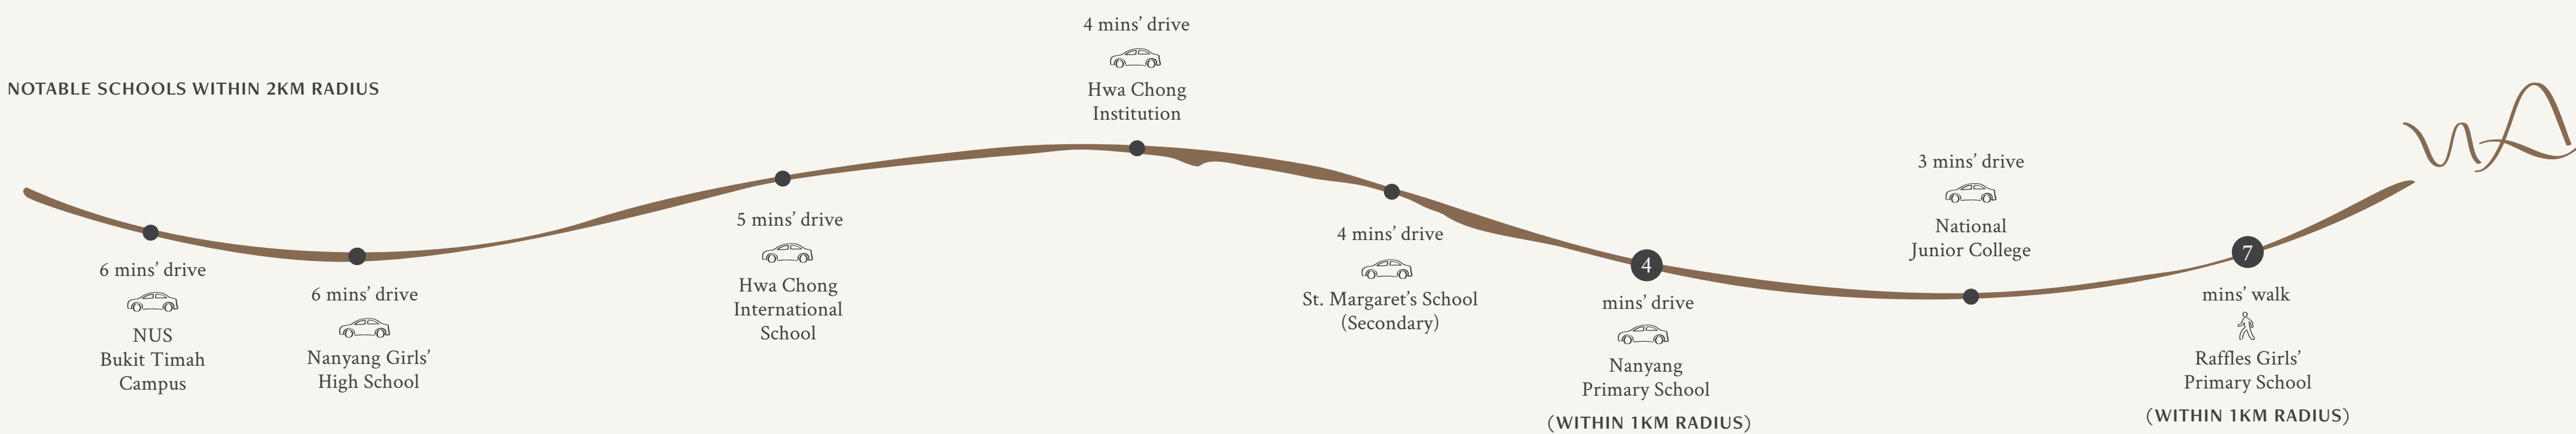 NOTABLE SCHOOLS WITHIN 2KM RADIUS
6 mins’ drive
NUS
Bukit Timah
Campus
6 mins’ drive
Nanyang Girls’
High School
5 mins’ drive
Hwa Chong
International
School
4 mins’ drive
Hwa Chong
Institution
4 mins’ drive
St. Margaret’s School
(Secondary)
4
mins’ drive
Nanyang
Primary School
(WITHIN 1KM RADIUS)
3 mins’ drive
National
Junior College
7
mins’ walk
Raffles Girls’
Primary School
(WITHIN 1KM RADIUS)